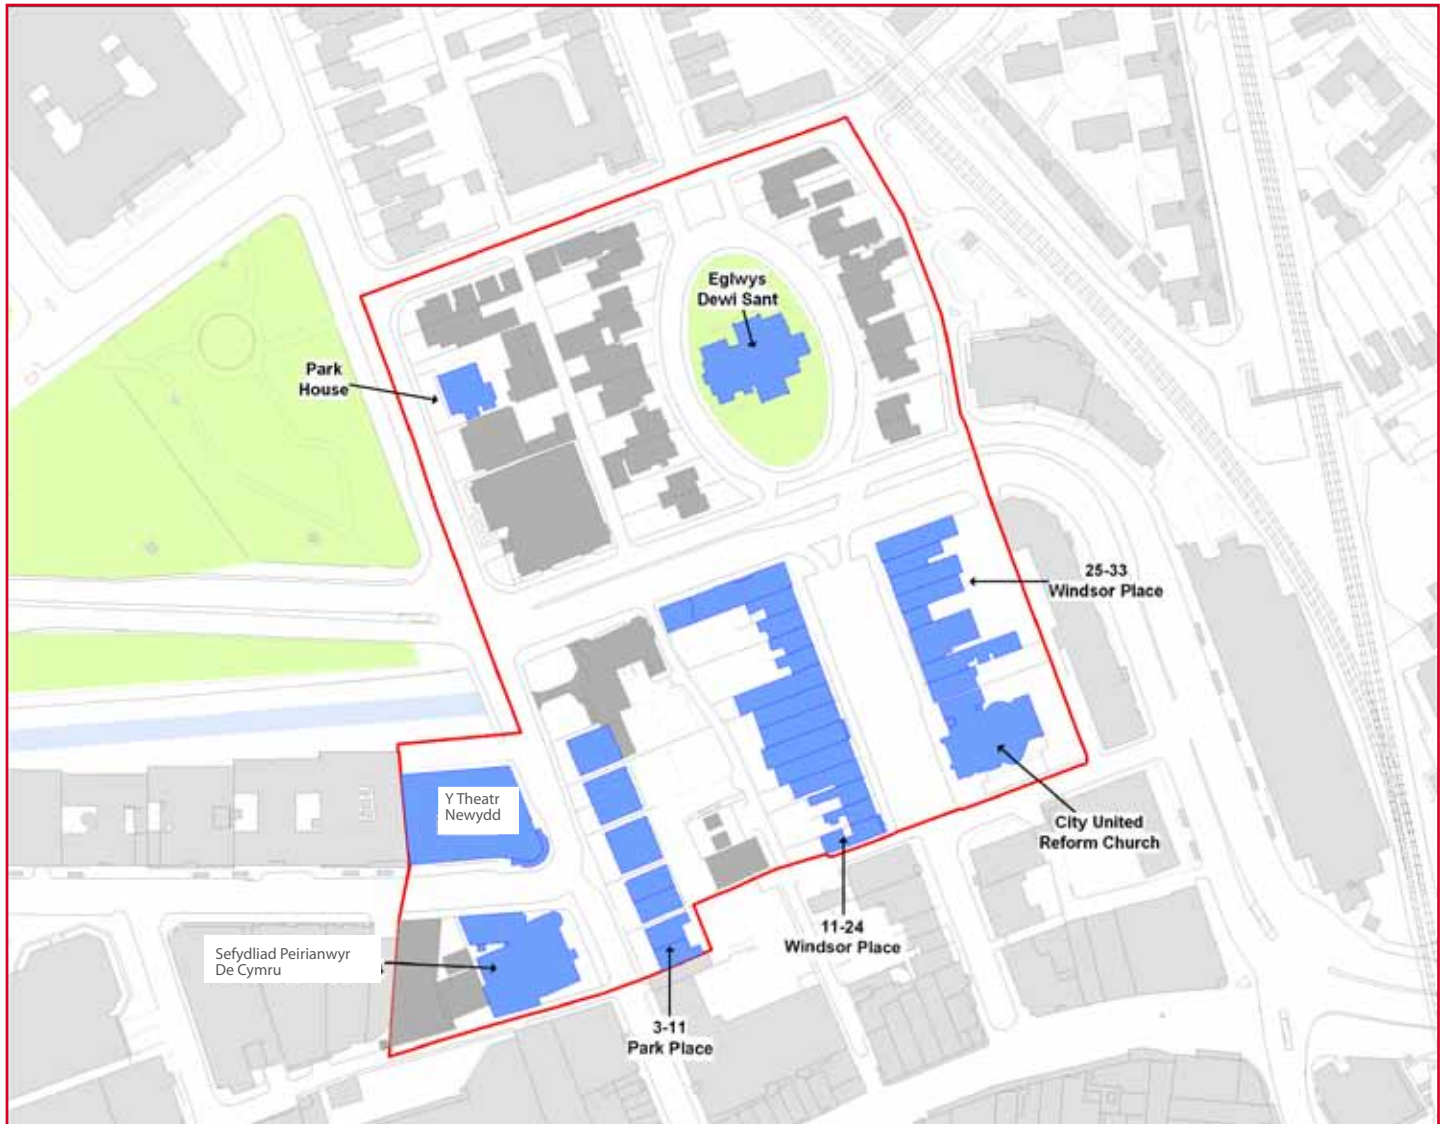 Eglwys
Dewi Sant
Park
House
25-33
Windsor Place
Y Theatr
Newydd
City United
Reform Church
11-24
Windsor Place
Sefydliad Peirianwyr
De Cymru
3-11
Park Place